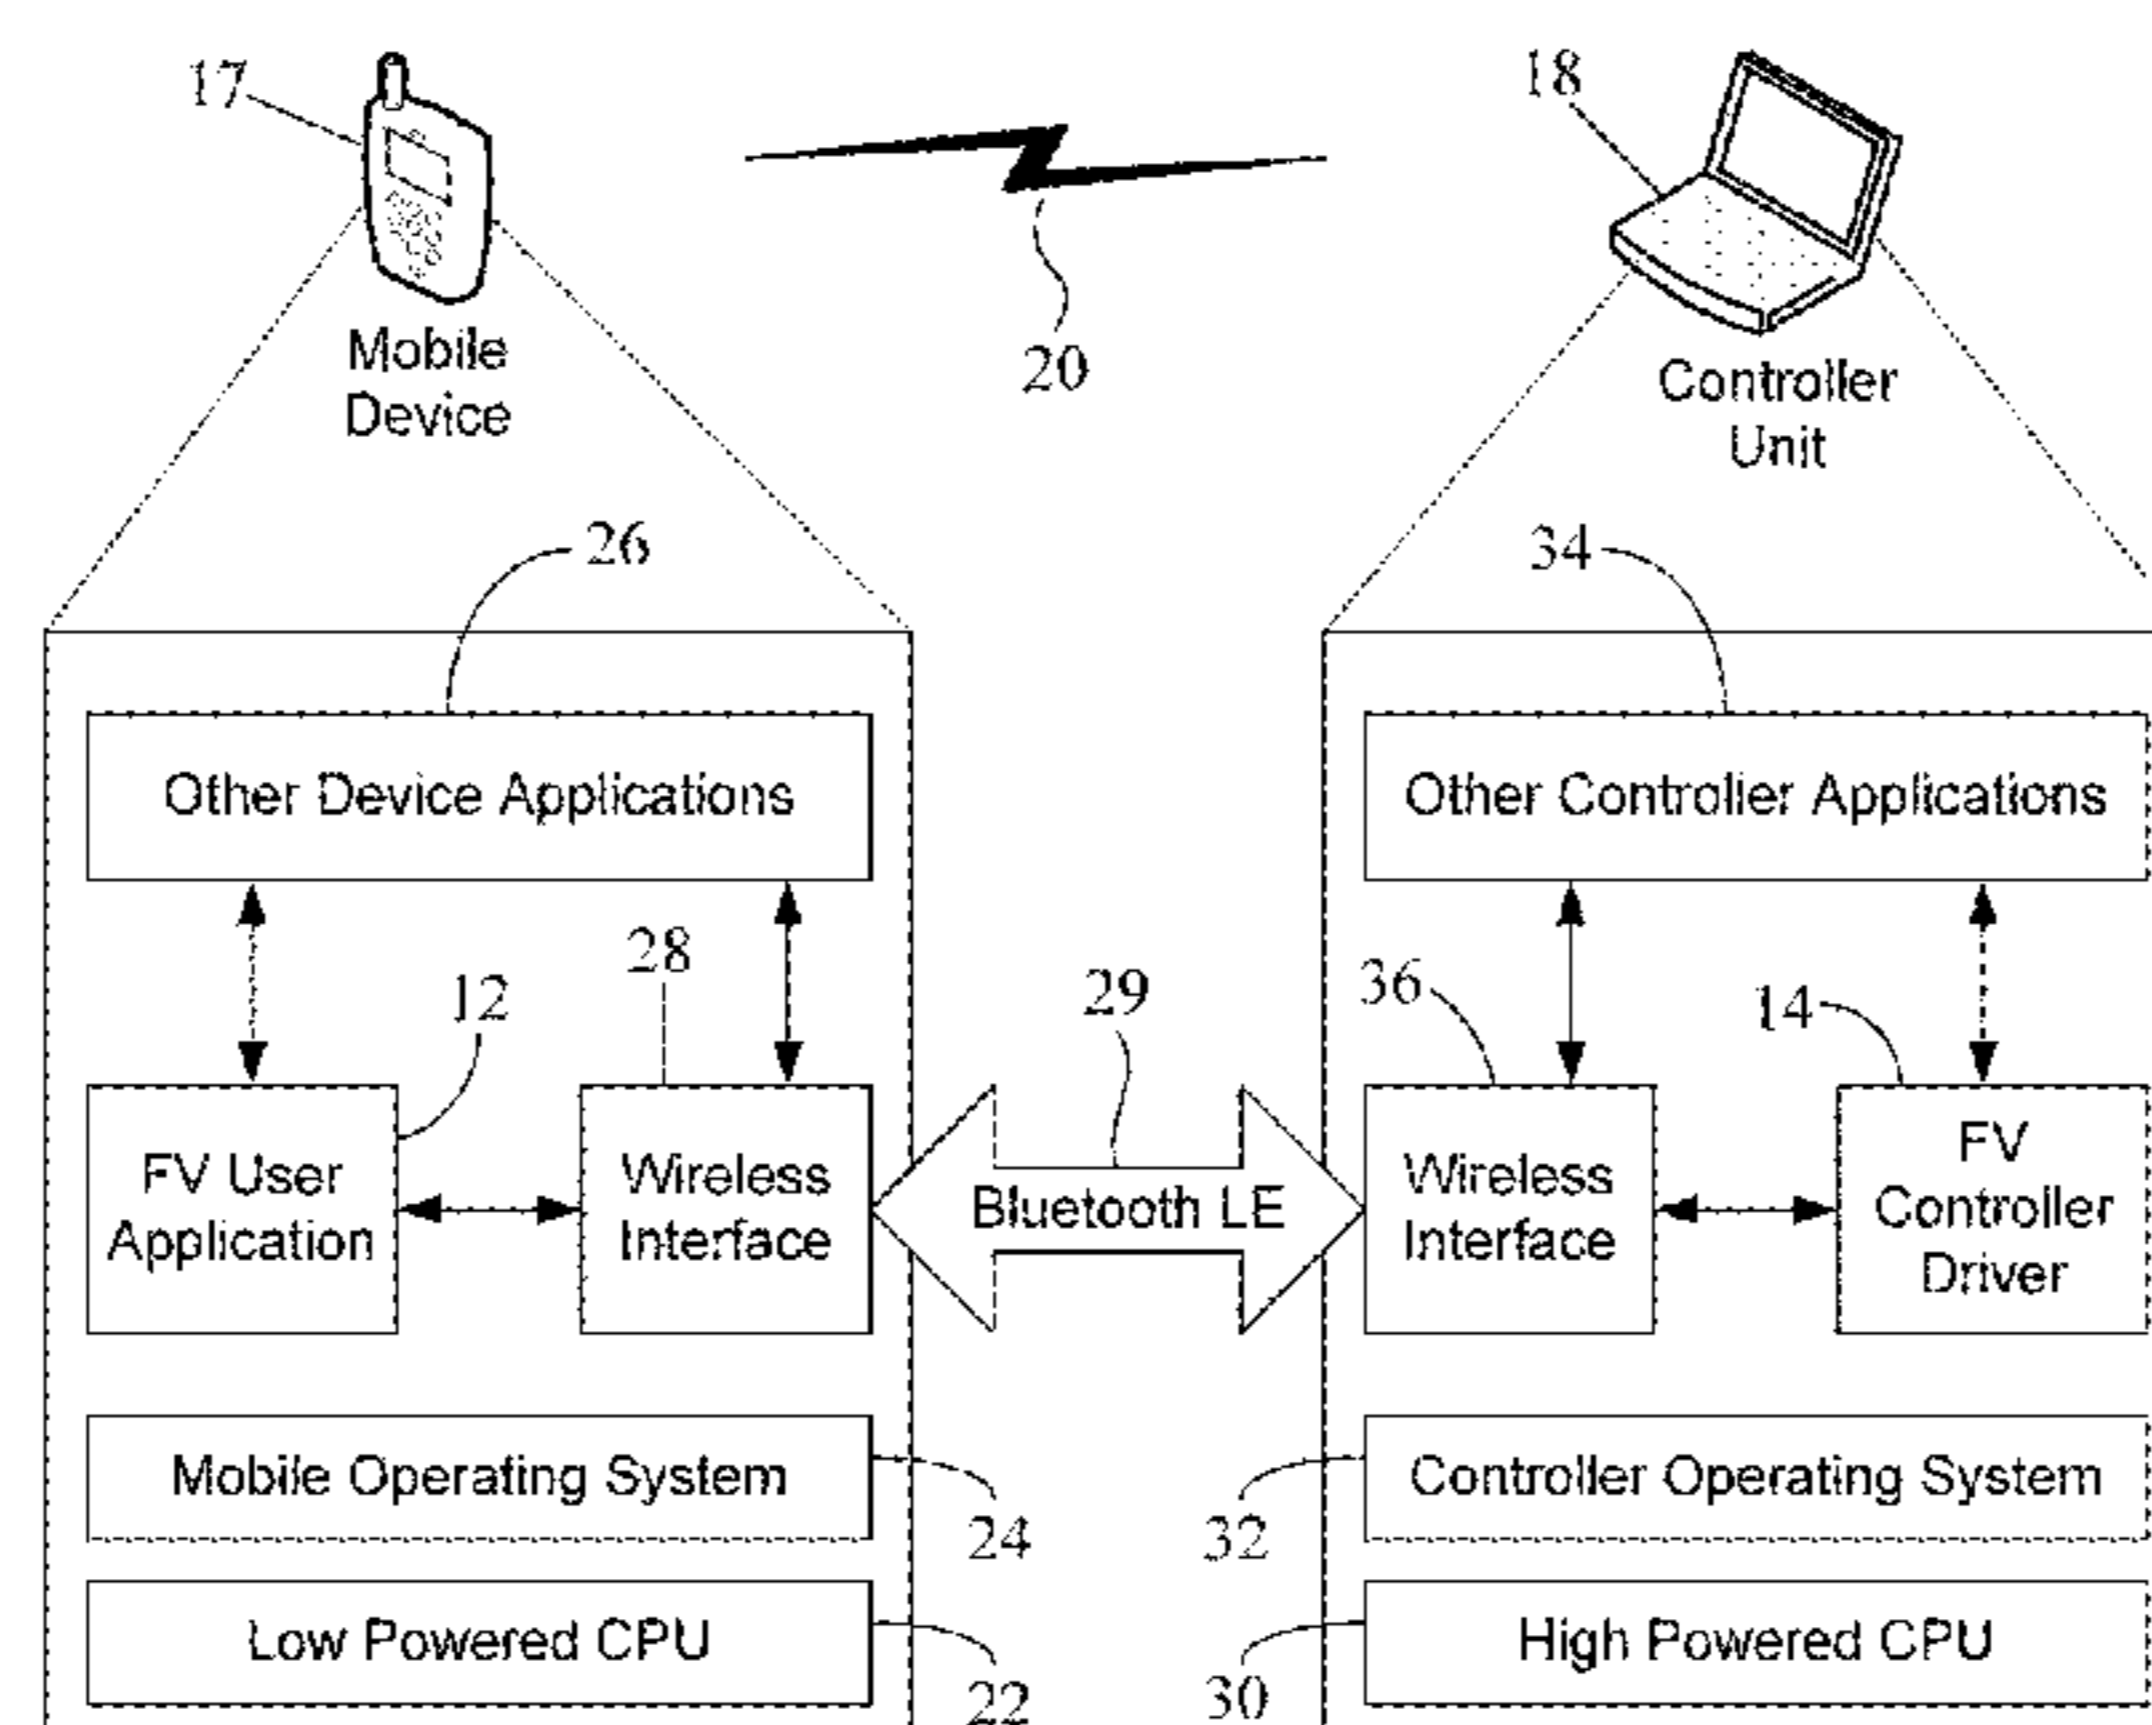 17
18
Mobile
Device
20
Controller
Unit
26
34
Other Device Applications
Other Controller Applications
28
12
29
36
14
FV User
Application
Wireless
Interface
Bluetooth LE
Wireless
Interface
FV
Controller
Driver
Mobile Operating System
Controller Operating System
24
32
Low Powered CPU
High Powered CPU
22
30